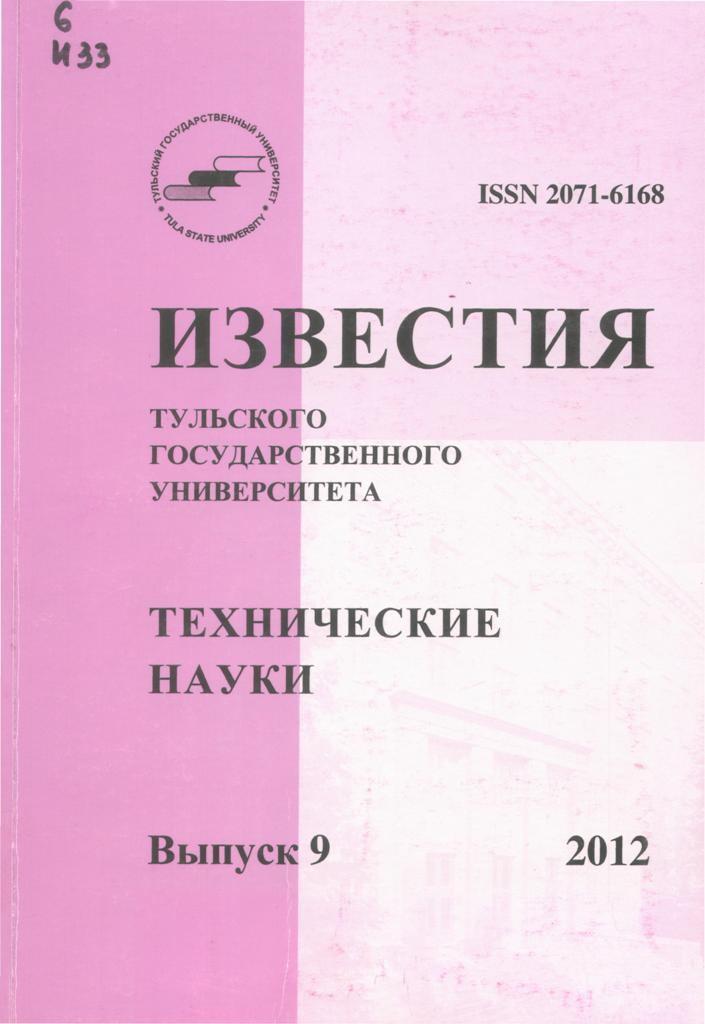 6
И33
ТУЛЬСКИЙ ГОСУДАРСТВЕННЫЙ УНИВЕРСИТЕТ
TULA STATE UNIVERSITY
ISSN 2071-6168
ИЗВЕСТИЯ
ТУЛЬСКОГО
ГОСУДАРСТВЕННОГО
УНИВЕРСИТЕТА
ТЕХНИЧЕСКИЕ
НАУКИ
Выпуск 9 2012